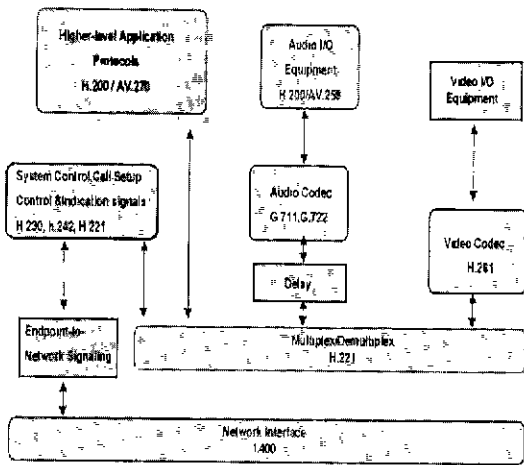 Higher-level Application
Protocols
H.200 / AV.270
Audio I/O
Equipment
H.200/AV.250
Video I/O
Equipment
System Control Call Setup
Control &Indication signals
H 230, h.242, H 221
Audio Codec
G.711,G.722
Video Codec
H.261
Delay
Endpoint-to-
Network Signaling
Multiplex/Demultiplex
H.221
Network Interface
I.400